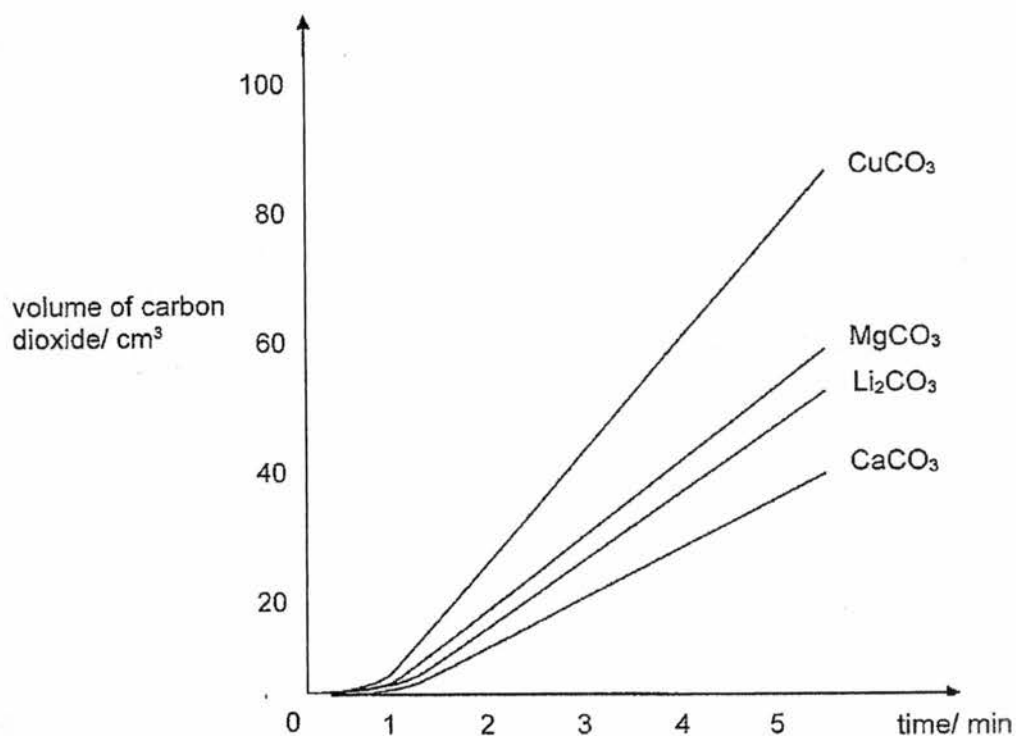 100
80
60
40
20
volume of carbon
dioxide/ cm³
CuCO₃
MgCO₃
Li₂CO₃
CaCO₃
0 1 2 3 4 5 time/ min